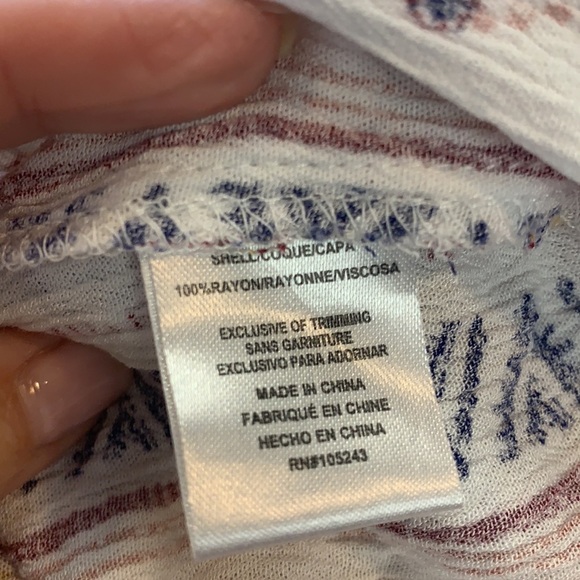 SHELL/COQUE/CAPA
100%RAYON/RAYONNE/VISCOSA
EXCLUSIVE OF TRIMMING
SANS GARNITURE
EXCLUSIVO PARA ADORNAR
MADE IN CHINA
FABRIQUÉ EN CHINE
HECHO EN CHINA
RN#105243